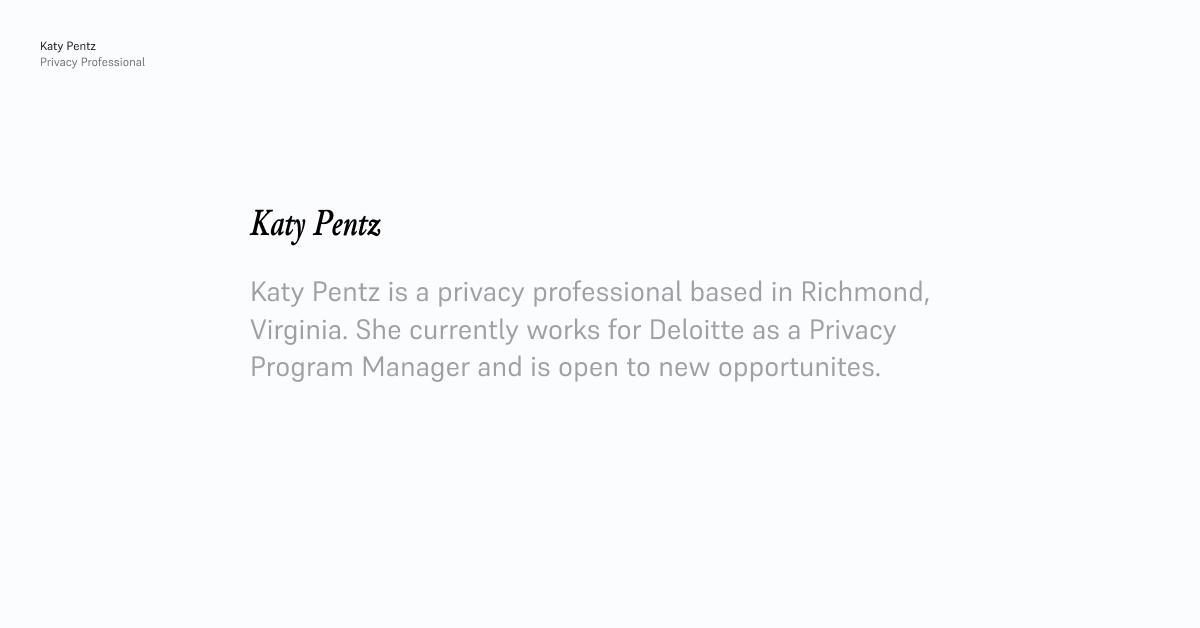 Katy Pentz
Privacy Professional
Katy Pentz
Katy Pentz is a privacy professional based in Richmond,
Virginia. She currently works for Deloitte as a Privacy
Program Manager and is open to new opportunites.